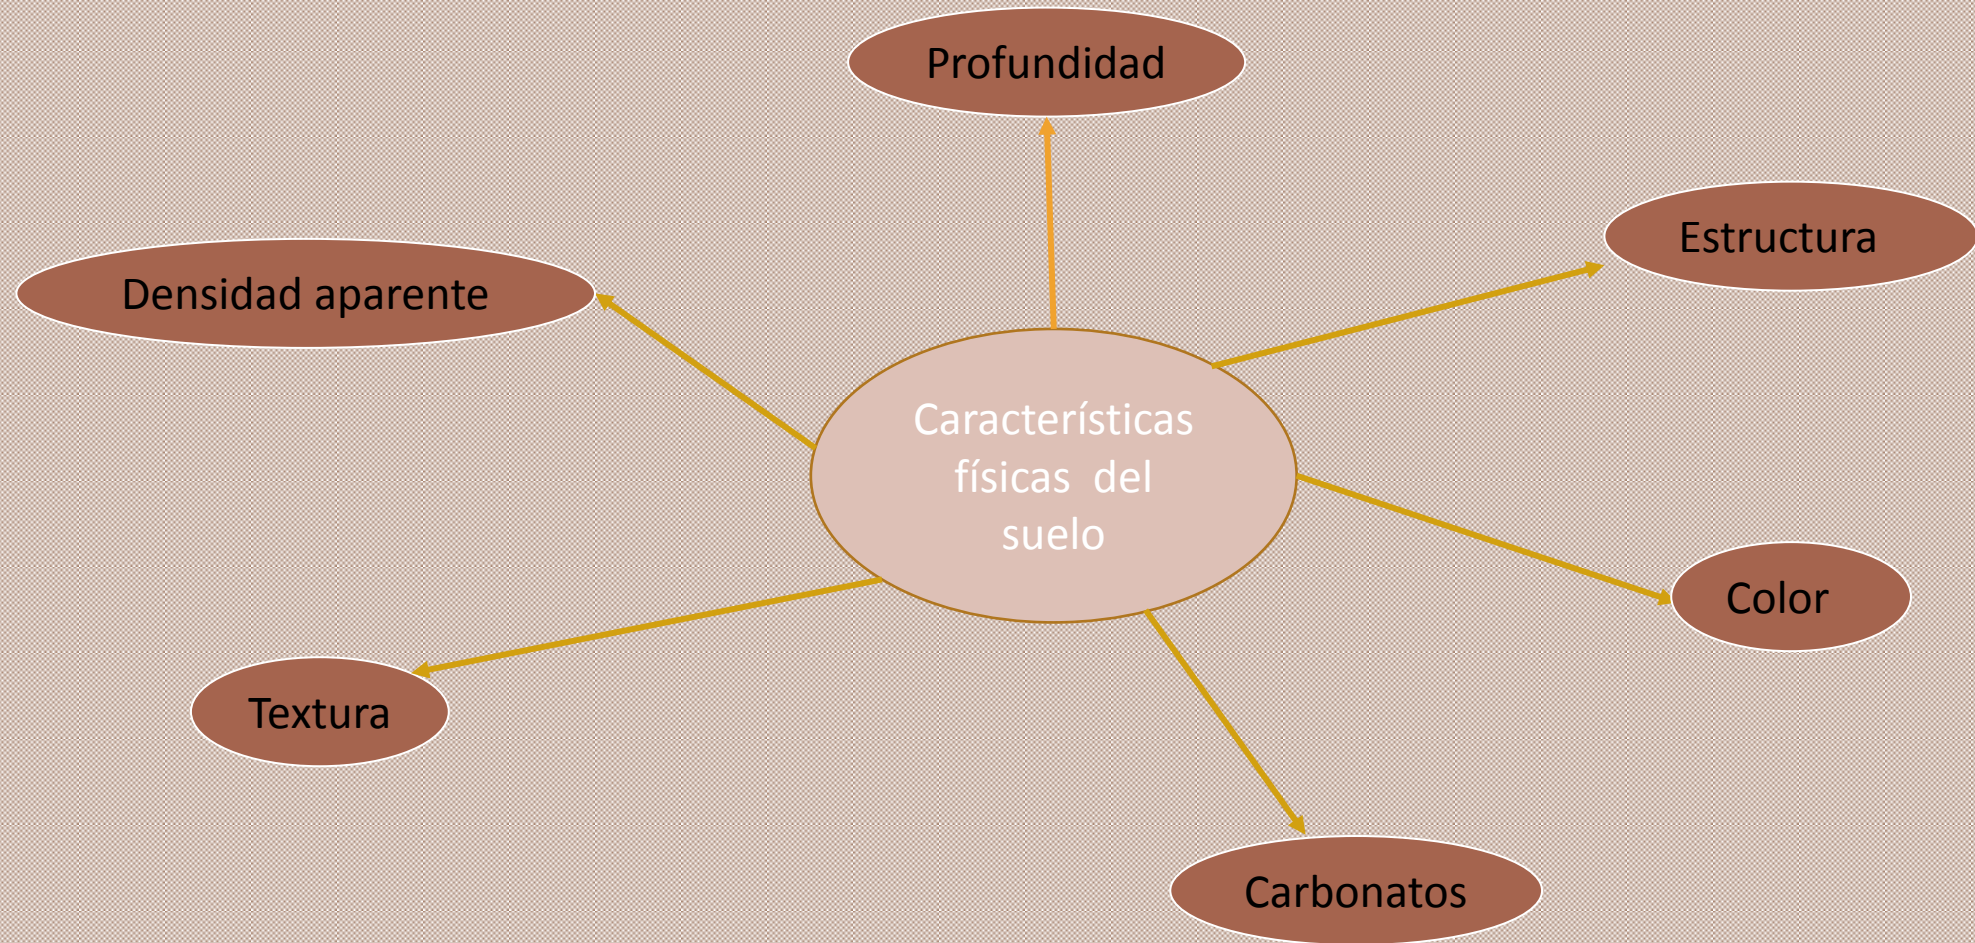 Profundidad
Estructura
Densidad aparente
Características
físicas del
suelo
Color
Textura
Carbonatos